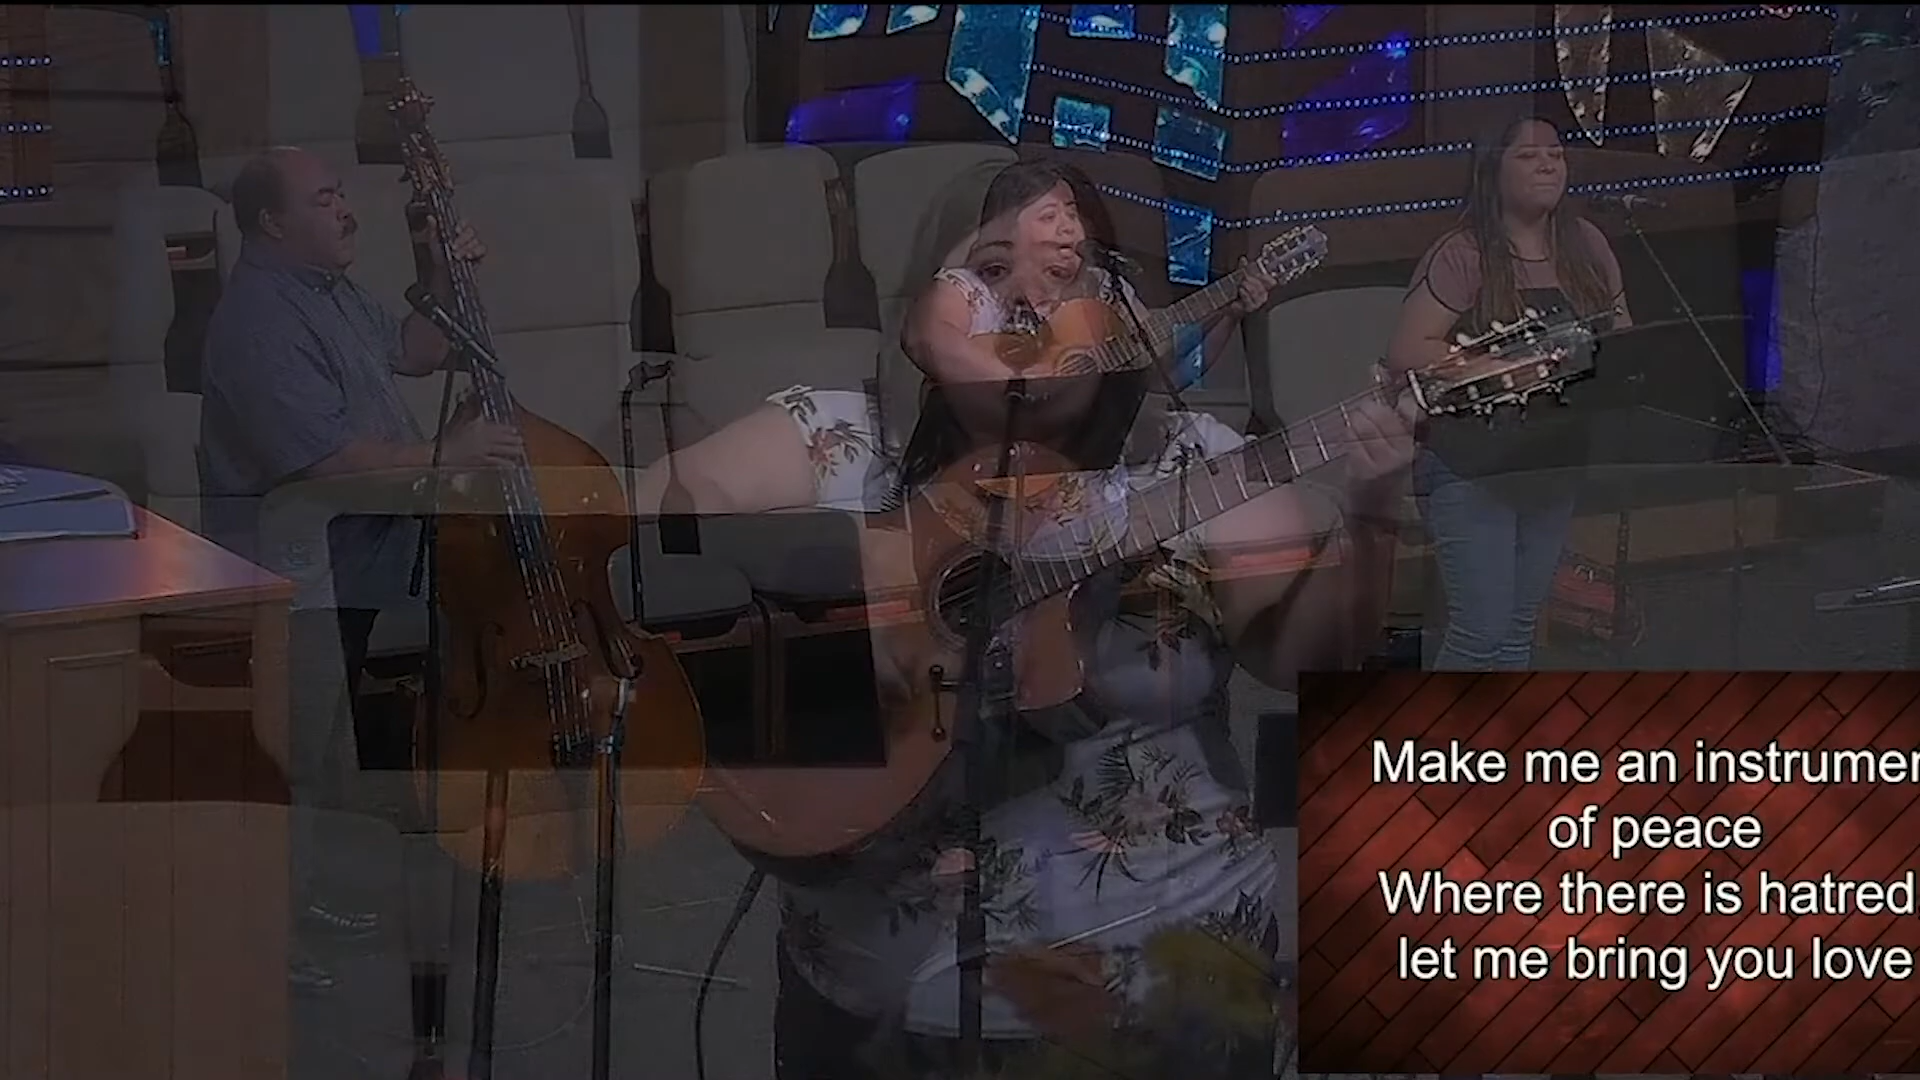 Make me an instrumen
of peace
Where there is hatred
let me bring you love